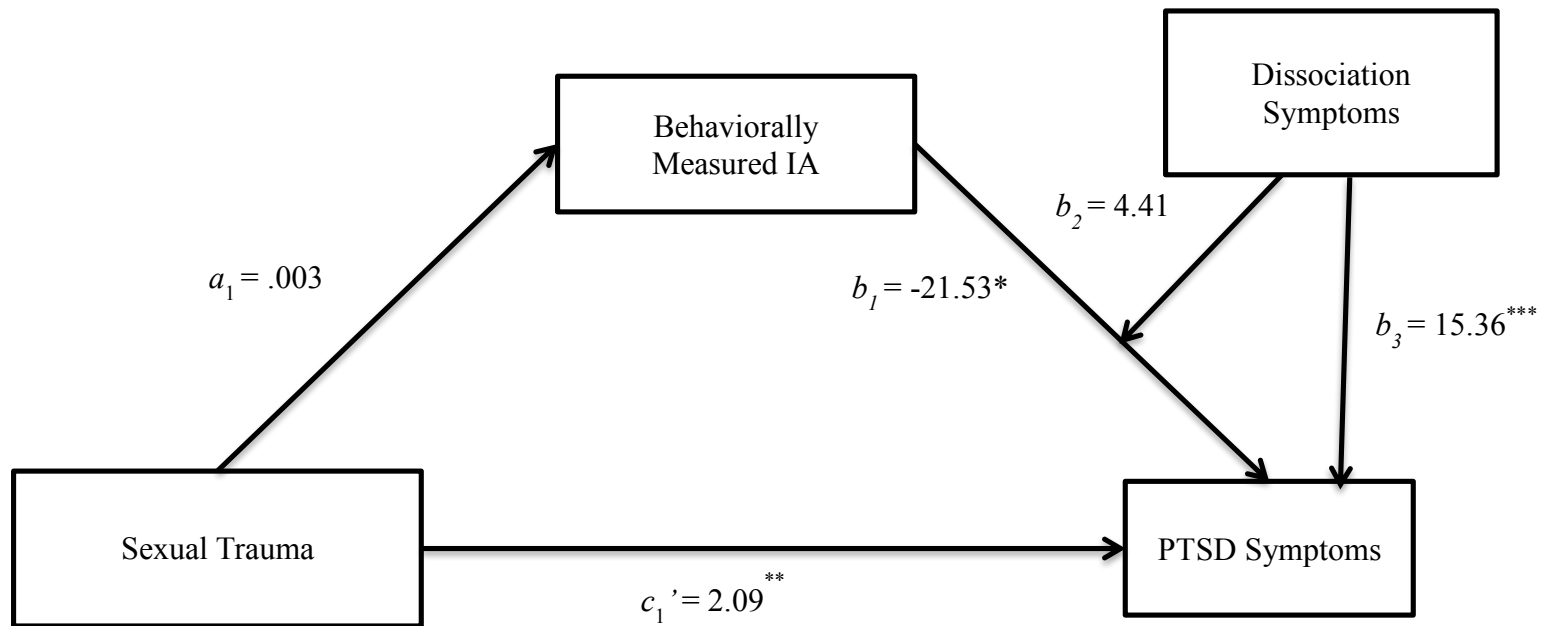 Dissociation
Symptoms
Behaviorally
Measured IA
b₂ = 4.41
a₁ = .003
b₁ = -21.53*
b₃ = 15.36***
Sexual Trauma
PTSD Symptoms
c₁’ = 2.09**